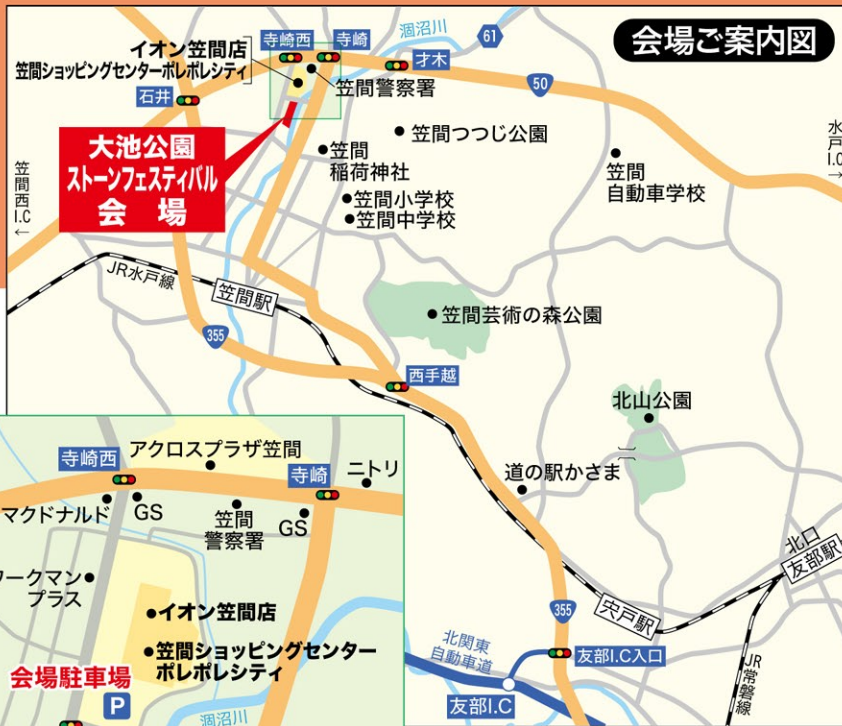 会場ご案内図
イオン笠間店
笠間ショッピングセンターポレポレシティ
寺崎西
寺崎
涸沼川
61
才木
笠間警察署
50
石井
大池公園
ストーンフェスティバル
会場
笠間西I.C
←
水戸I.C
→
笠間つつじ公園
笠間
稲荷神社
笠間
自動車学校
笠間小学校
笠間中学校
JR水戸線
笠間駅
355
笠間芸術の森公園
西手越
北山公園
道の駅かさま
北口
友部駅
宍戸駅
355
北関東
自動車道
友部I.C入口
友部I.C
JR
常磐線
寺崎西
アクロスプラザ笠間
寺崎
ニトリ
マクドナルド
GS
笠間
警察署
GS
ワークマン
プラス
イオン笠間店
笠間ショッピングセンター
ポレポレシティ
会場駐車場
P
涸沼川